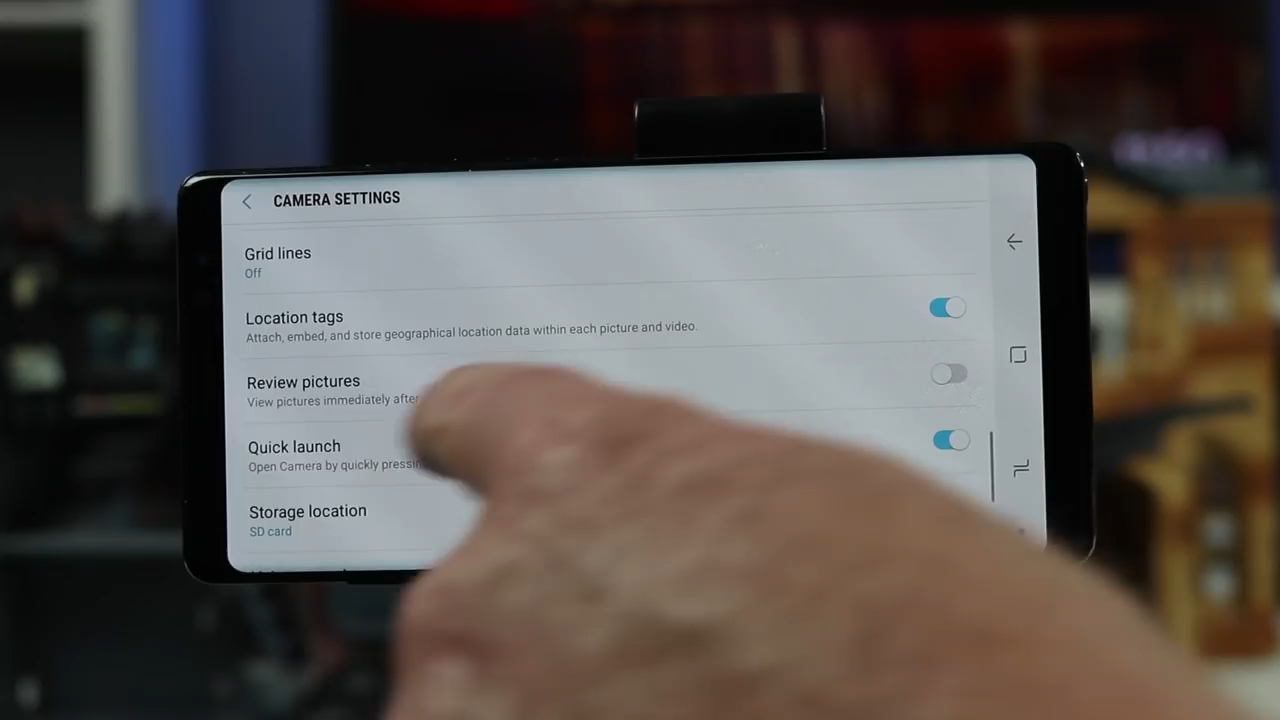 CAMERA SETTINGS
Grid lines
Off
Location tags
Attach, embed, and store geographical location data within each picture and video.
Review pictures
View pictures immediately after
Quick launch
Open Camera by quickly
Storage location
SD card